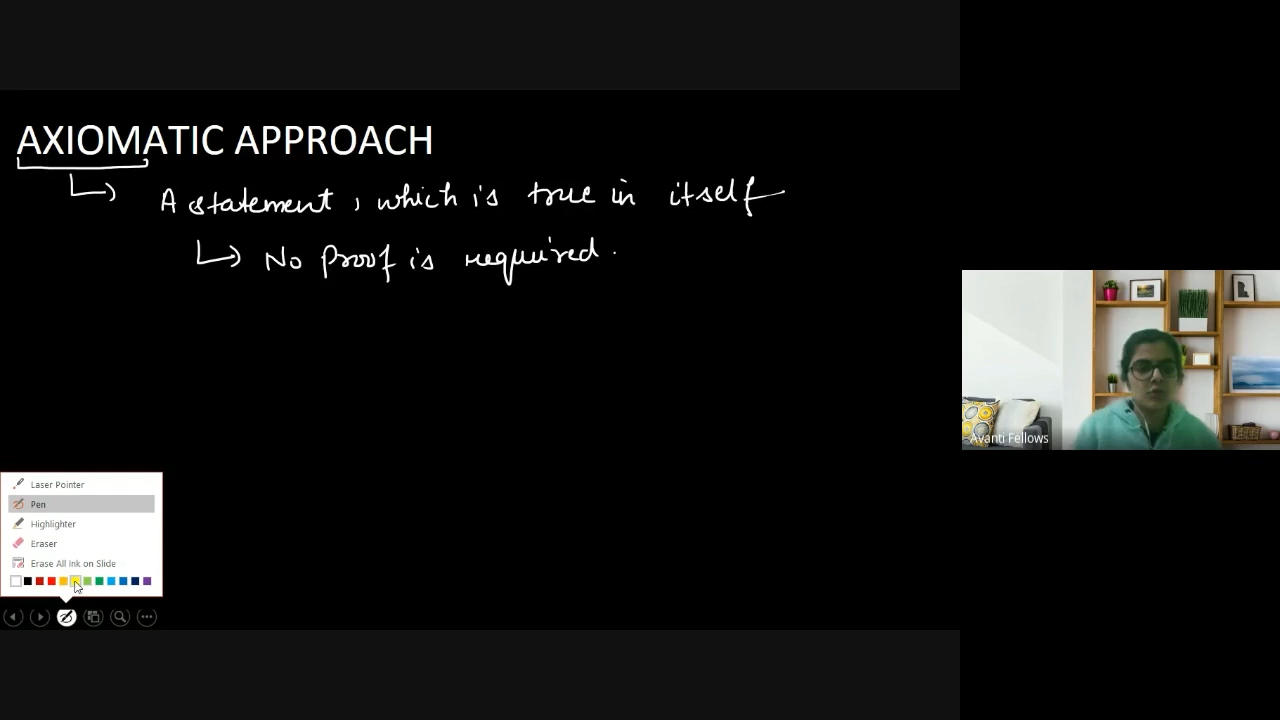 AXIOMATIC APPROACH
A statement, which is true in itself
No proof is required.
Avanti Fellows
Laser Pointer
Pen
Highlighter
Eraser
Erase All Ink on Slide